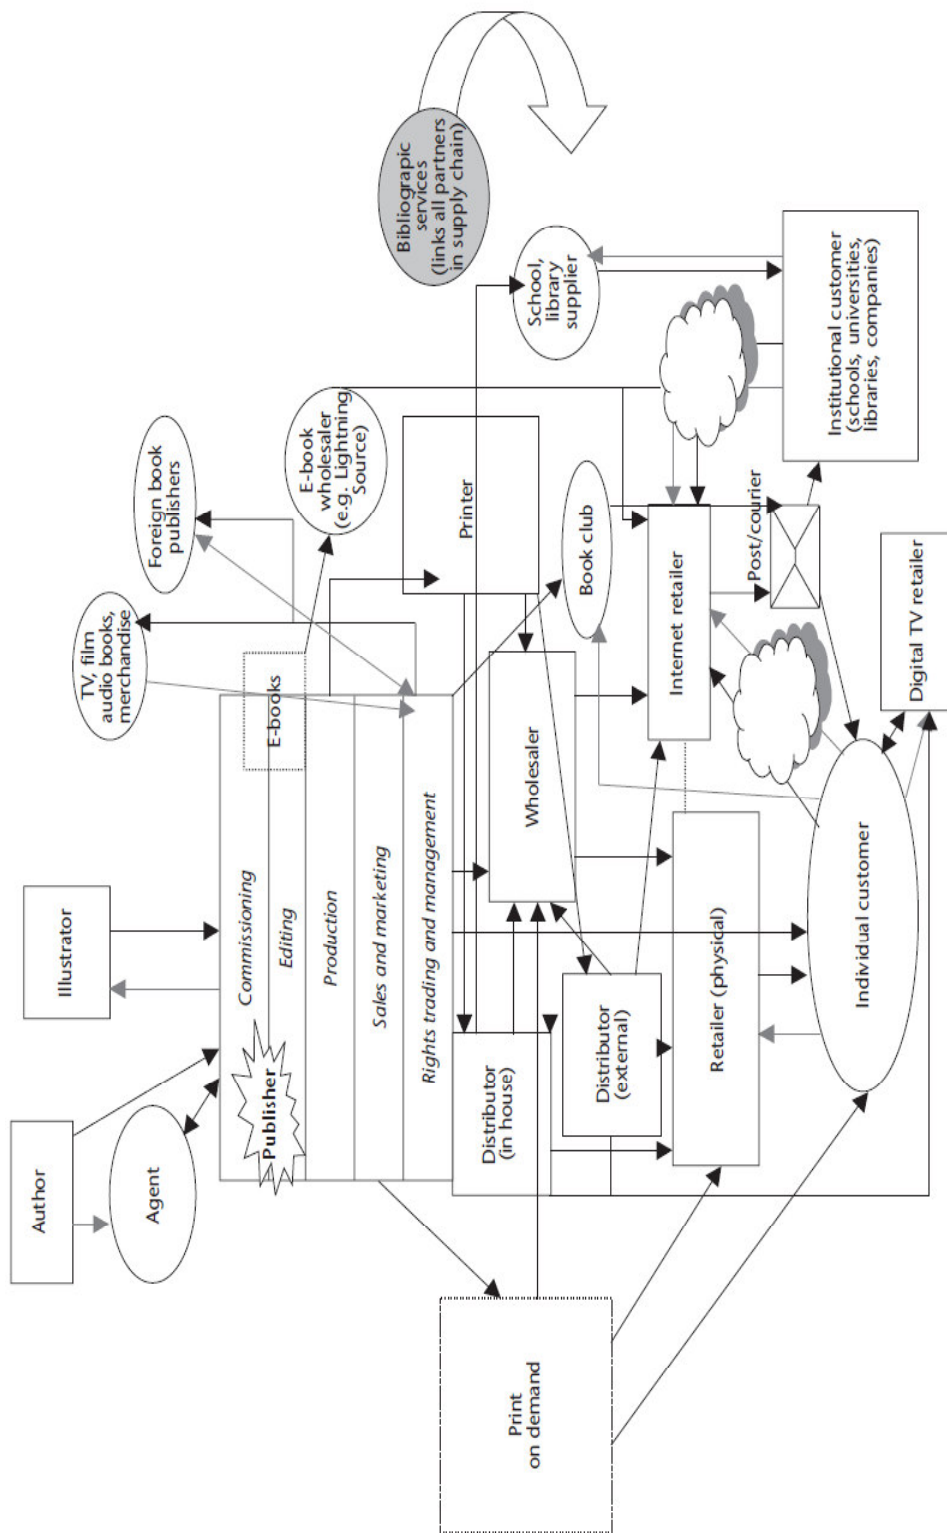 Author
Agent
Illustrator
TV, film
audio books,
merchandise
Foreign book
publishers
Publisher
Commissioning
Editing
Production
Sales and marketing
Rights trading and management
E-books
E-book
wholesaler
(e.g. Lightning
Source)
Bibliograpic
services
(links all partners
in supply chain)
Print
on demand
Distributor
(in house)
Wholesaler
Printer
School,
library
supplier
Distributor
(external)
Book club
Retailer (physical)
Internet retailer
Post/courier
Institutional customer
(schools, universities,
libraries, companies)
Individual customer
Digital TV retailer